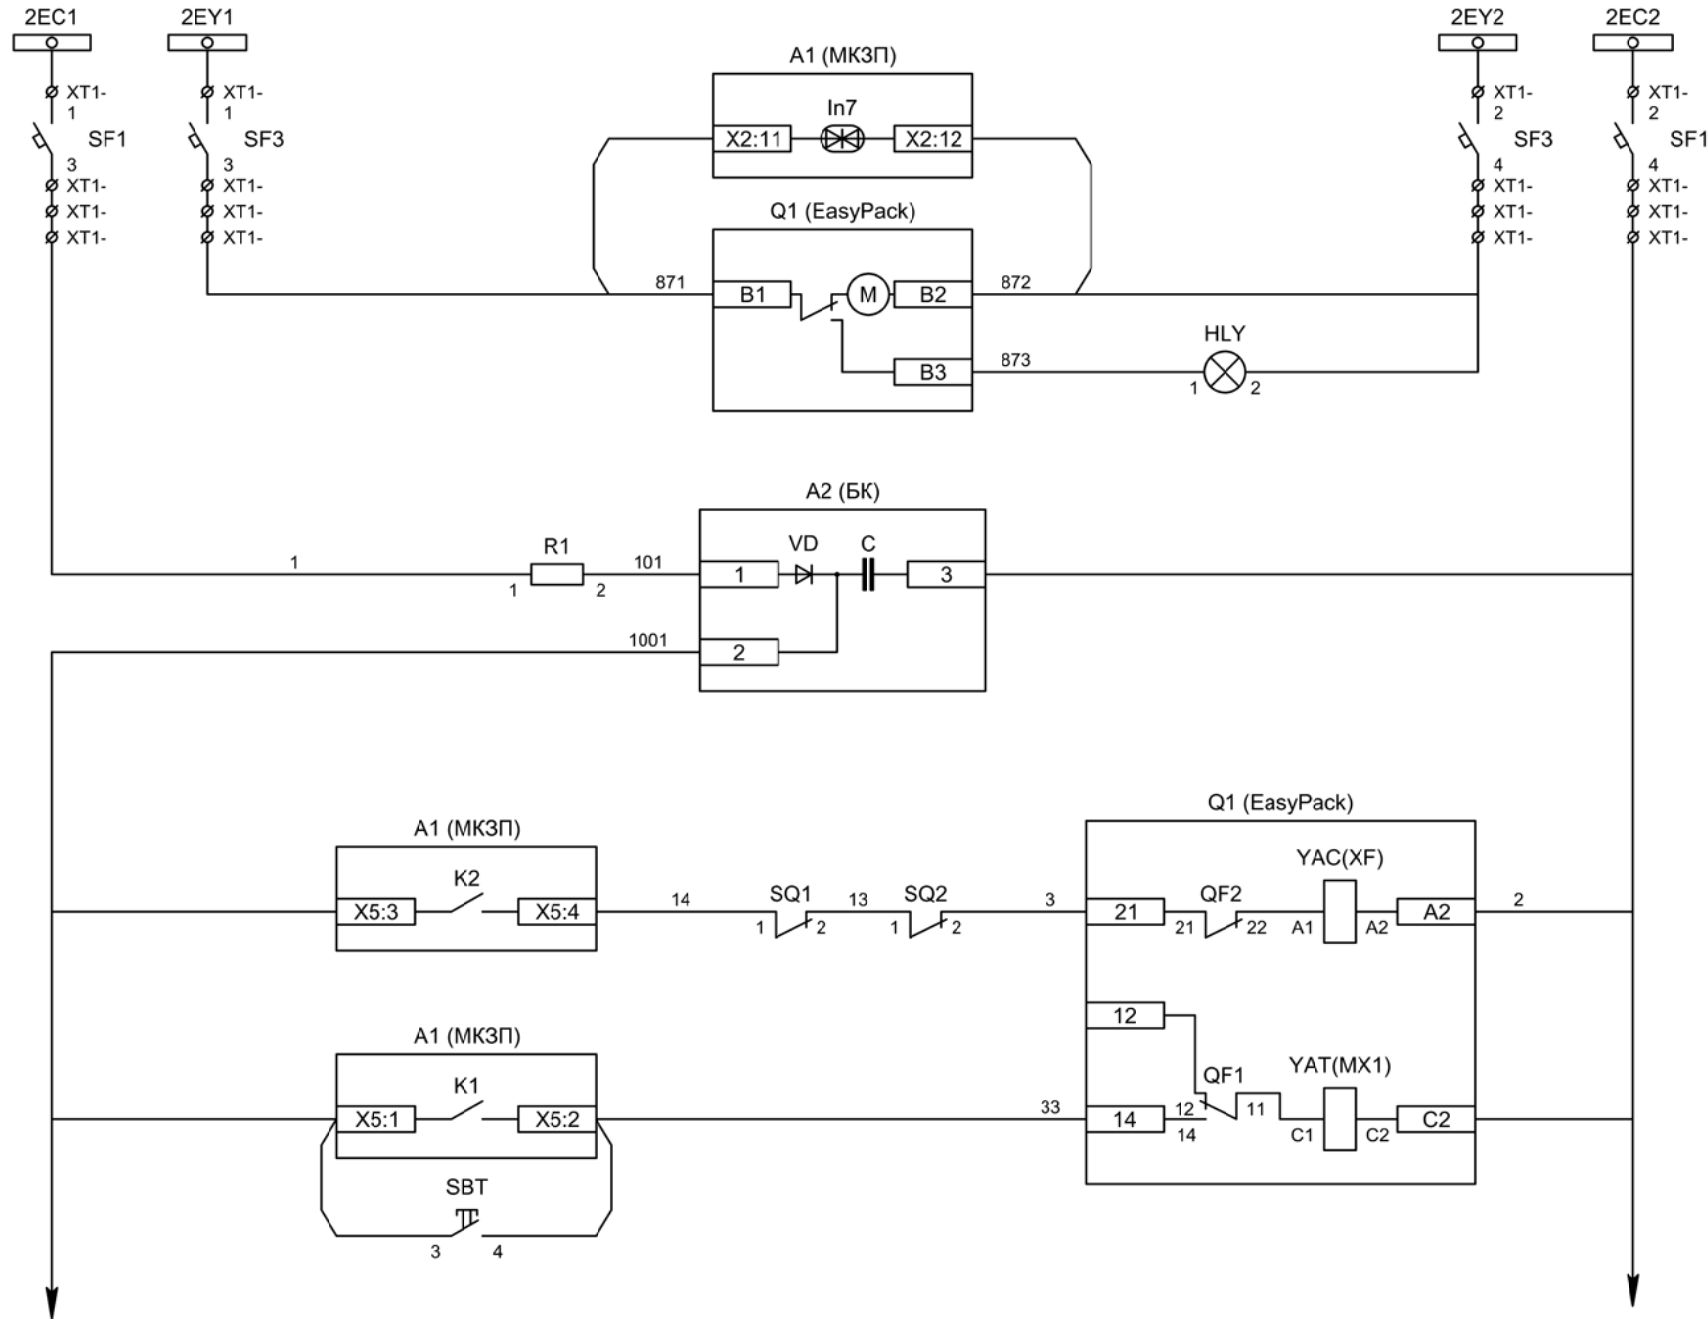 2EC1
2EY1
2EY2
2EC2
XT1-
1
SF1
3
XT1-
XT1-
XT1-
XT1-
1
SF3
3
XT1-
XT1-
XT1-
XT1-
2
SF3
4
XT1-
XT1-
XT1-
XT1-
2
SF1
4
XT1-
XT1-
XT1-
А1 (МКЗП)
In7
X2:11
X2:12
Q1 (EasyPack)
871
B1
M
B2
872
B3
873
HLY
1
2
A2 (БК)
1
R1
1
2
101
1
VD
C
3
1001
2
А1 (МКЗП)
K2
X5:3
X5:4
14
SQ1
1
2
13
SQ2
1
2
3
Q1 (EasyPack)
21
21
QF2
22
YAC(XF)
A1
A2
A2
2
12
А1 (МКЗП)
K1
X5:1
X5:2
33
14
12
14
QF1
11
YAT(MX1)
C1
C2
C2
SBT
3
4